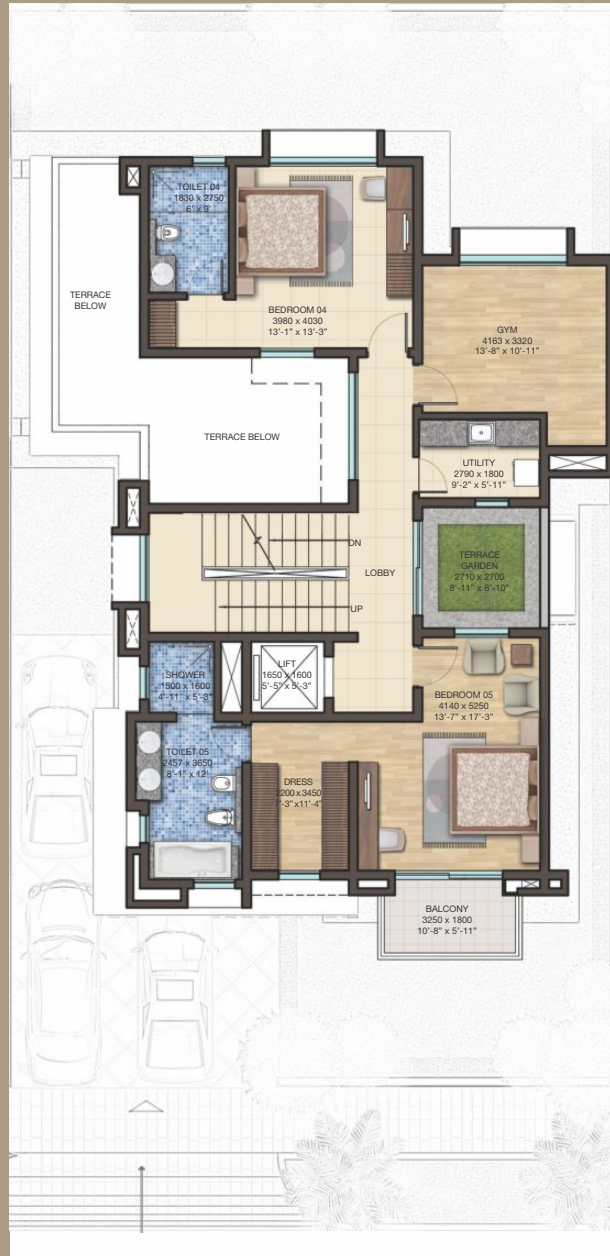 TOILET 04
1830 x 2750
6' x 9'
TERRACE
BELOW
BEDROOM 04
3980 x 4030
13'-1" x 13'-3"
GYM
4163 x 3320
13'-8" x 10'-11"
TERRACE BELOW
UTILITY
2790 x 1800
9'-2" x 5'-11"
DN
LOBBY
UP
TERRACE
GARDEN
2710 x 2700
8'-11" x 8'-10"
LIFT
1650 x 1600
5'-5" x 5'-3"
SHOWER
1500 x 1600
4'-11" x 5'-3"
BEDROOM 05
4140 x 5250
13'-7" x 17'-3"
TOILET 05
2457 x 3650
8'-1" x 12'
DRESS
2200 x 3450
7'-3" x 11'-4"
BALCONY
3250 x 1800
10'-8" x 5'-11"